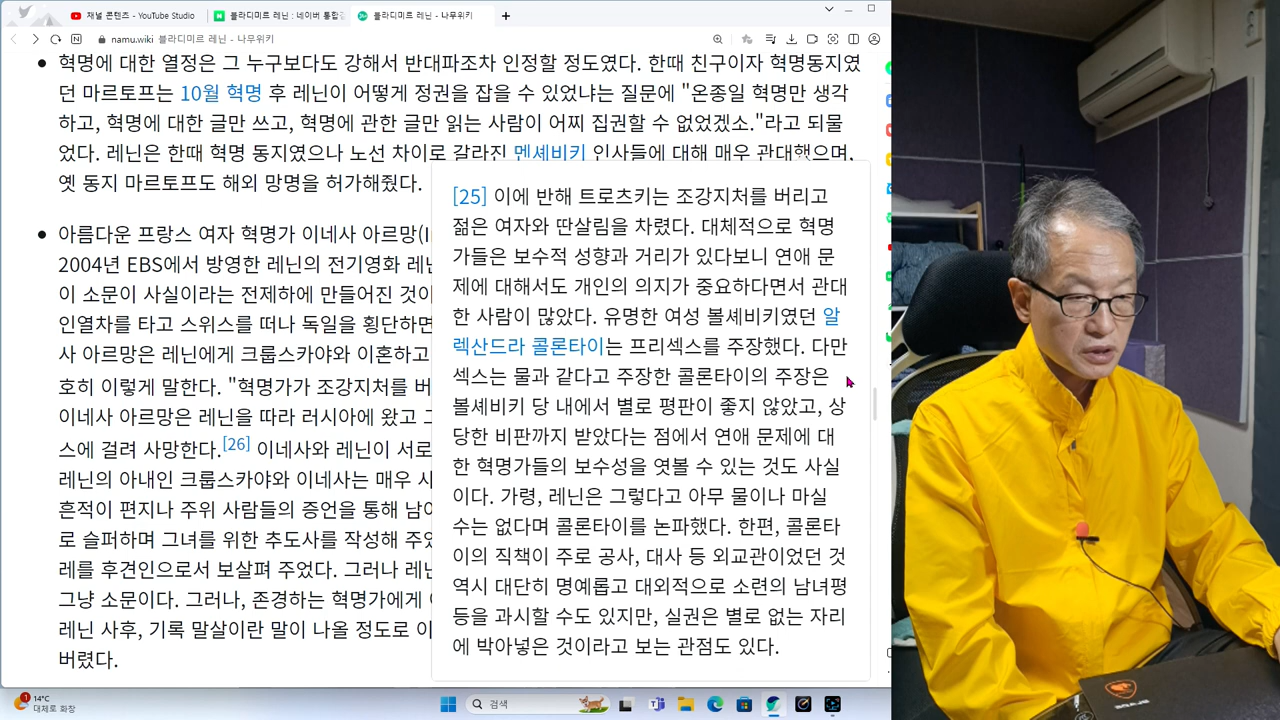 채널 콘텐츠 - YouTube Studio
블라디미르 레닌 : 네이버 통합검
블라디미르 레닌 - 나무위키
namu.wiki 블라디미르 레닌 - 나무위키
혁명에 대한 열정은 그 누구보다도 강해서 반대파조차 인정할 정도였다. 한때 친구이자 혁명동지였
던 마르토프는 10월 혁명 후 레닌이 어떻게 정권을 잡을 수 있었냐는 질문에 "온종일 혁명만 생각
하고, 혁명에 대한 글만 쓰고, 혁명에 관한 글만 읽는 사람이 어찌 집권할 수 없었겠소."라고 되물
었다. 레닌은 한때 혁명 동지였으나 노선 차이로 갈라진 멘셰비키 인사들에 대해 매우 관대했으며,
옛 동지 마르토프도 해외 망명을 허가해줬다.
아름다운 프랑스 여자 혁명가 이네사 아르망(I
2004년 EBS에서 방영한 레닌의 전기영화 레닌
이 소문이 사실이라는 전제하에 만들어진 것이
인열차를 타고 스위스를 떠나 독일을 횡단하면
사 아르망은 레닌에게 크룹스카야와 이혼하고
호히 이렇게 말한다. "혁명가가 조강지처를 버
이네사 아르망은 레닌을 따라 러시아에 왔고 그
스에 걸려 사망한다.[26] 이네사와 레닌이 서로
레닌의 아내인 크룹스카야와 이네사는 매우 사
흔적이 편지나 주위 사람들의 증언을 통해 남아
로 슬퍼하며 그녀를 위한 추도사를 작성해 주었
레를 후견인으로서 보살펴 주었다. 그러나 레닌
그냥 소문이다. 그러나, 존경하는 혁명가에게
레닌 사후, 기록 말살이란 말이 나올 정도로 이
버렸다.
[25] 이에 반해 트로츠키는 조강지처를 버리고
젊은 여자와 딴살림을 차렸다. 대체적으로 혁명
가들은 보수적 성향과 거리가 있다보니 연애 문
제에 대해서도 개인의 의지가 중요하다면서 관대
한 사람이 많았다. 유명한 여성 볼셰비키였던 알
렉산드라 콜론타이는 프리섹스를 주장했다. 다만
섹스는 물과 같다고 주장한 콜론타이의 주장은
볼셰비키 당 내에서 별로 평판이 좋지 않았고, 상
당한 비판까지 받았다는 점에서 연애 문제에 대
한 혁명가들의 보수성을 엿볼 수 있는 것도 사실
이다. 가령, 레닌은 그렇다고 아무 물이나 마실
수는 없다며 콜론타이를 논파했다. 한편, 콜론타
이의 직책이 주로 공사, 대사 등 외교관이었던 것
역시 대단히 명예롭고 대외적으로 소련의 남녀평
등을 과시할 수도 있지만, 실권은 별로 없는 자리
에 박아넣은 것이라고 보는 관점도 있다.
14°C
대체로 화창
검색